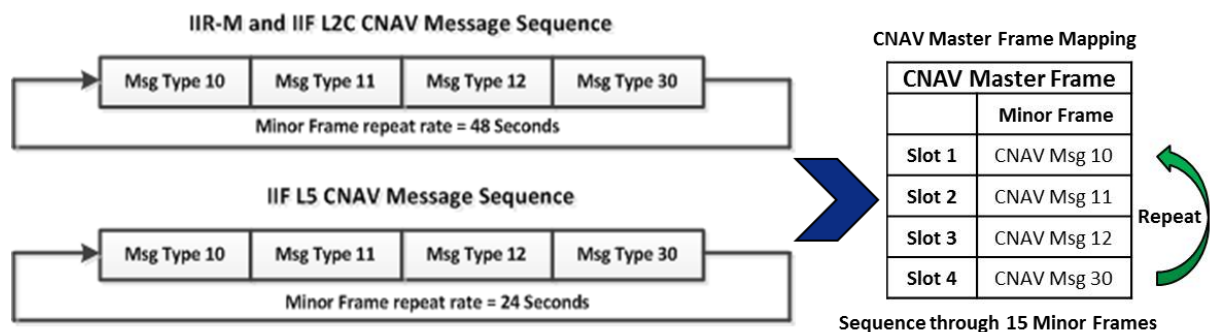 IIR-M and IIF L2C CNAV Message Sequence
Msg Type 10 Msg Type 11 Msg Type 12 Msg Type 30
Minor Frame repeat rate = 48 Seconds
IIF L5 CNAV Message Sequence
Msg Type 10 Msg Type 11 Msg Type 12 Msg Type 30
Minor Frame repeat rate = 24 Seconds
CNAV Master Frame Mapping
CNAV Master Frame
Minor Frame
Slot 1 CNAV Msg 10
Slot 2 CNAV Msg 11
Slot 3 CNAV Msg 12
Slot 4 CNAV Msg 30
Repeat
Sequence through 15 Minor Frames